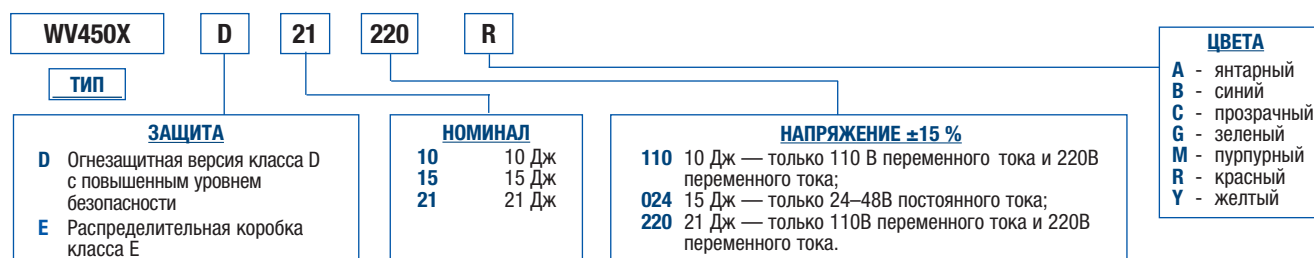 WV450X D 21 220 R
ТИП
ЗАЩИТА
D Огнезащитная версия класса D
с повышенным уровнем
безопасности
E Распределительная коробка
класса E
НОМИНАЛ
10 10 Дж
15 15 Дж
21 21 Дж
НАПРЯЖЕНИЕ ±15 %
110 10 Дж — только 110 В переменного тока и 220В
переменного тока;
024 15 Дж — только 24–48В постоянного тока;
220 21 Дж — только 110В переменного тока и 220В
переменного тока.
ЦВЕТА
A - янтарный
B - синий
C - прозрачный
G - зеленый
M - пурпурный
R - красный
Y - желтый